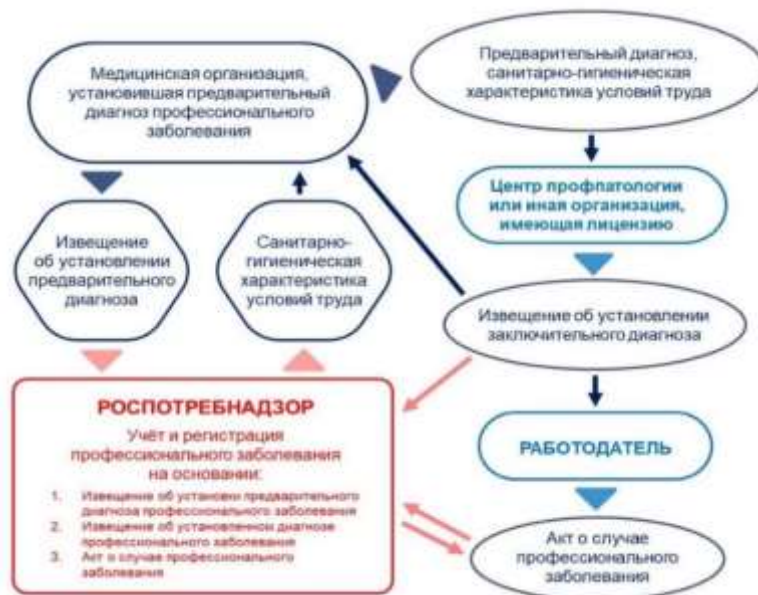 Медицинская организация,
установившая предварительный
диагноз профессионального
заболевания
Предварительный диагноз,
санитарно-гигиеническая
характеристика условий труда
Центр профпатологии
или иная организация,
имеющая лицензию
Извещение
об установлении
предварительного
диагноза
Санитарно-
гигиеническая
характеристика
условий труда
Извещение об установлении
заключительного диагноза
РОСПОТРЕБНАДЗОР
Учёт и регистрация
профессионального заболевания
на основании:
1. Извещение об установки предварительного
диагноза профессионального заболевания
2. Извещение об установленном диагнозе
профессионального заболевания
3. Акт о случае профессионального
заболевания
РАБОТОДАТЕЛЬ
Акт о случае
профессионального
заболевания